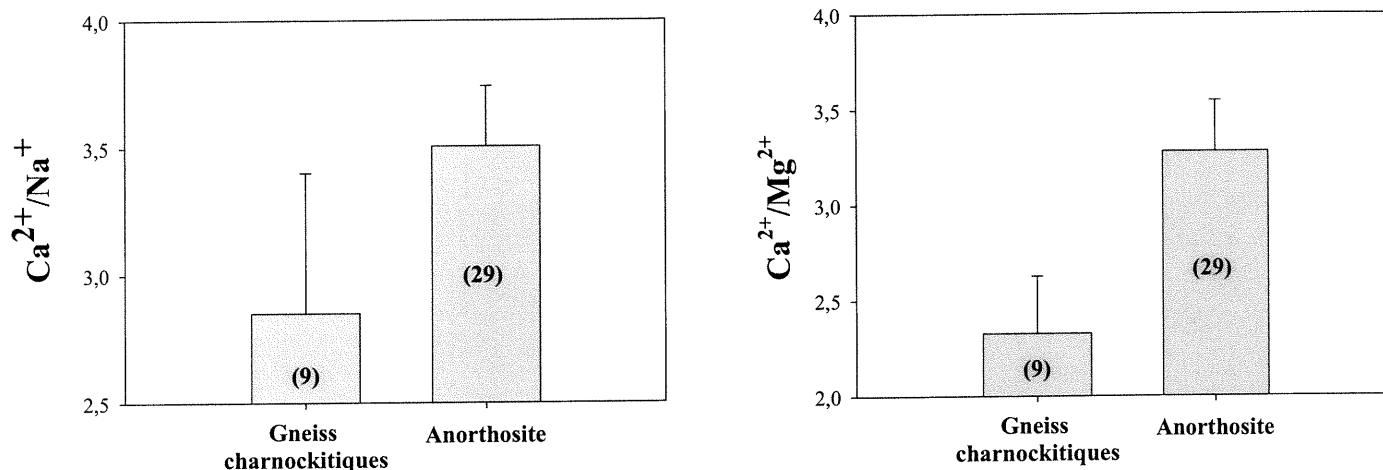 4,0
3,5
3,0
2,5
Ca2+/Na+
(9)
(29)
Gneiss
charnockitiques
Anorthosite
4,0
3,5
3,0
2,5
2,0
Ca2+/Mg2+
(9)
(29)
Gneiss
charnockitiques
Anorthosite